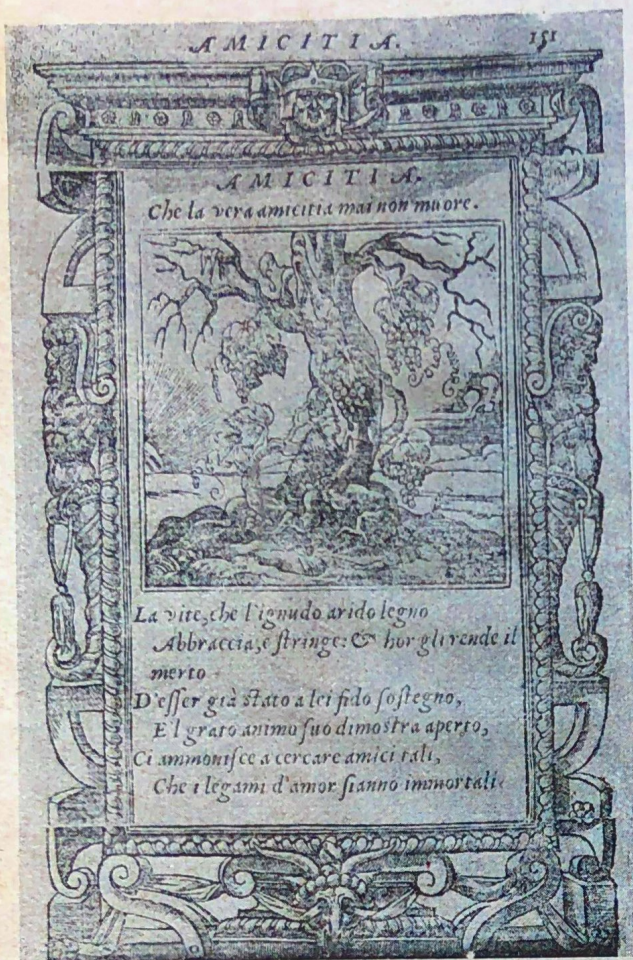 AMICITIA. 151
AMICITIA.
Che la vera amicitia mai non muore.
La vite, che l'ignudo arido legno
Abbraccia, e ſtringe: & hor gli rende il
merto
D'eſſer già ſtato a lei fido ſoſtegno,
E'l grato animo ſuo dimoſtra aperto,
Ci ammoniſce a cercare amici tali,
Che i legami d'amor ſianno immortali.